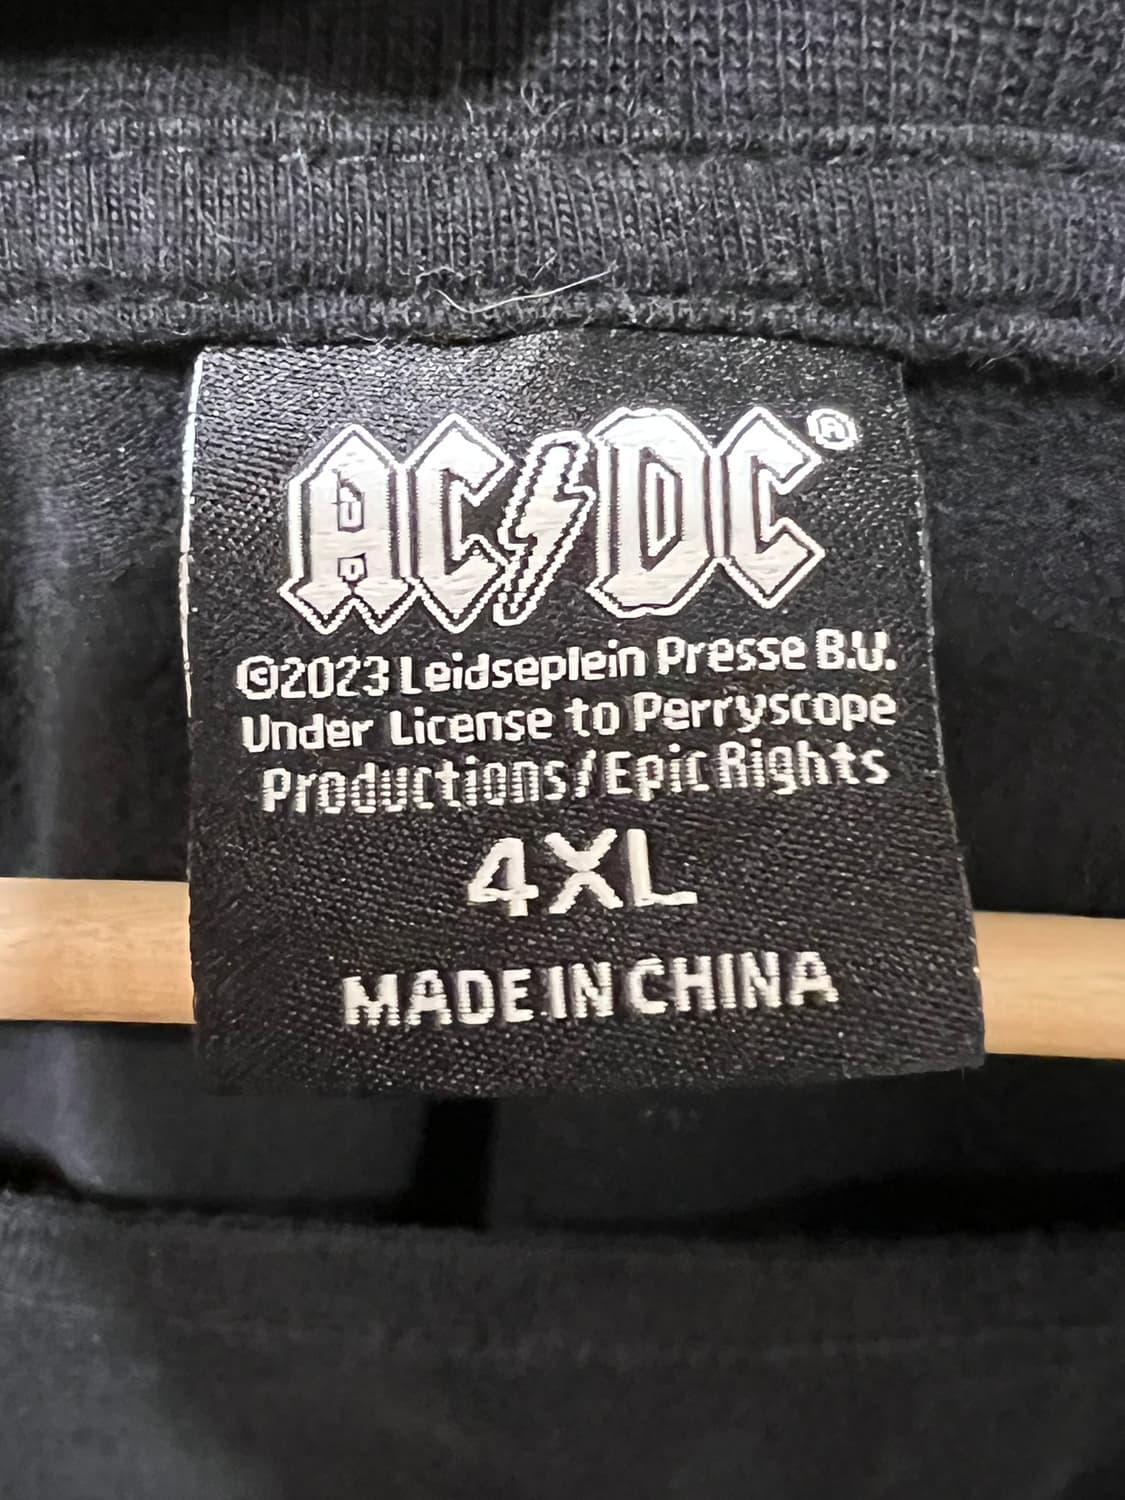 AC/DC®
©2023 Leidseplein Presse B.V.
Under License to Perryscope
Productions/Epic Rights
4XL
MADE IN CHINA